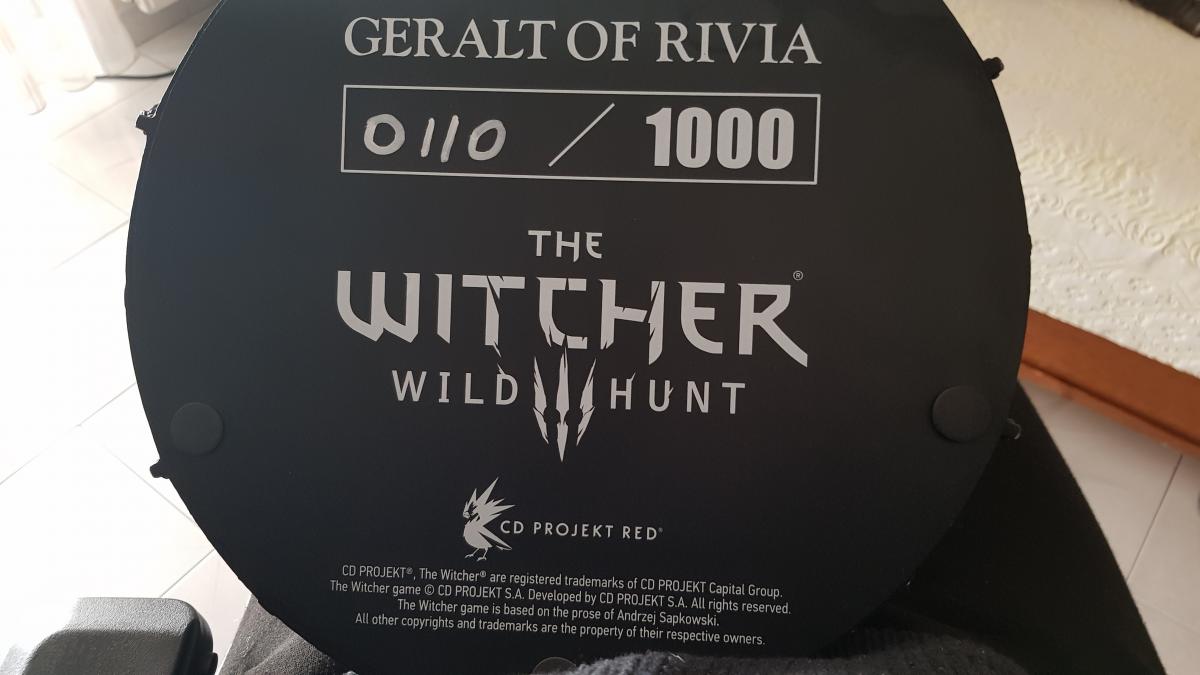 GERALT OF RIVIA
0110 / 1000
THE
WITCHER®
WILD HUNT
CD PROJEKT RED®
CD PROJEKT®, The Witcher® are registered trademarks of CD PROJEKT Capital Group.
The Witcher game © CD PROJEKT S.A. Developed by CD PROJEKT S.A. All rights reserved.
The Witcher game is based on the prose of Andrzej Sapkowski.
All other copyrights and trademarks are the property of their respective owners.